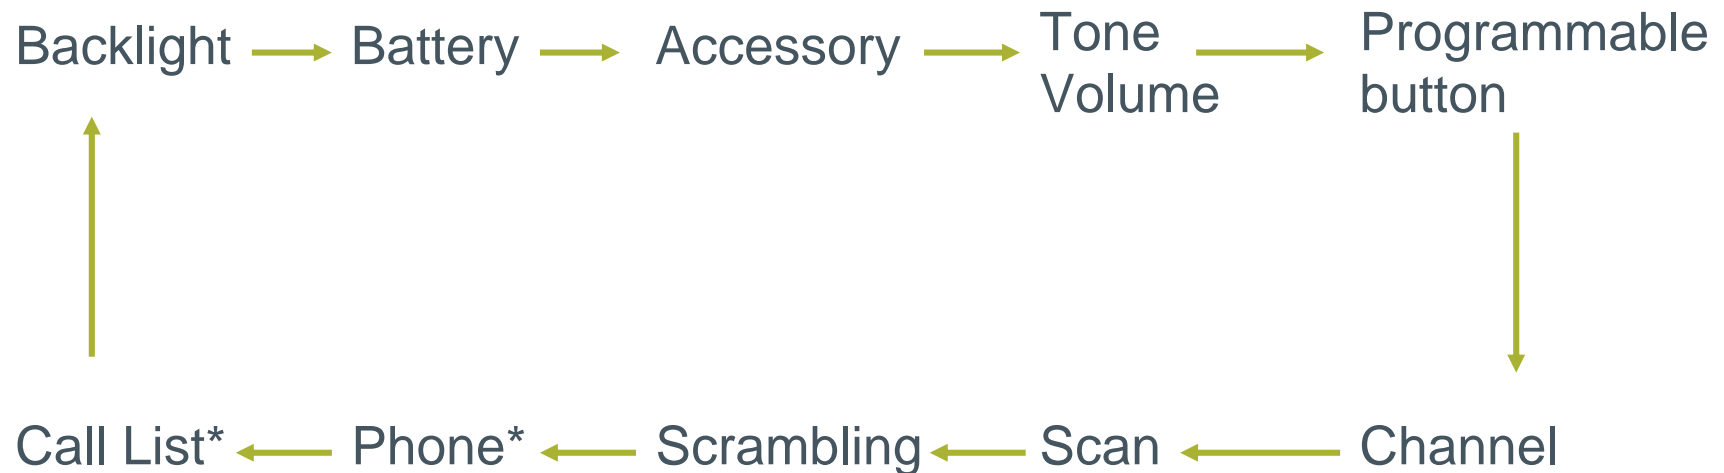 Backlight
Battery
Accessory
Tone
Volume
Programmable
button
Call List*
Phone*
Scrambling
Scan
Channel